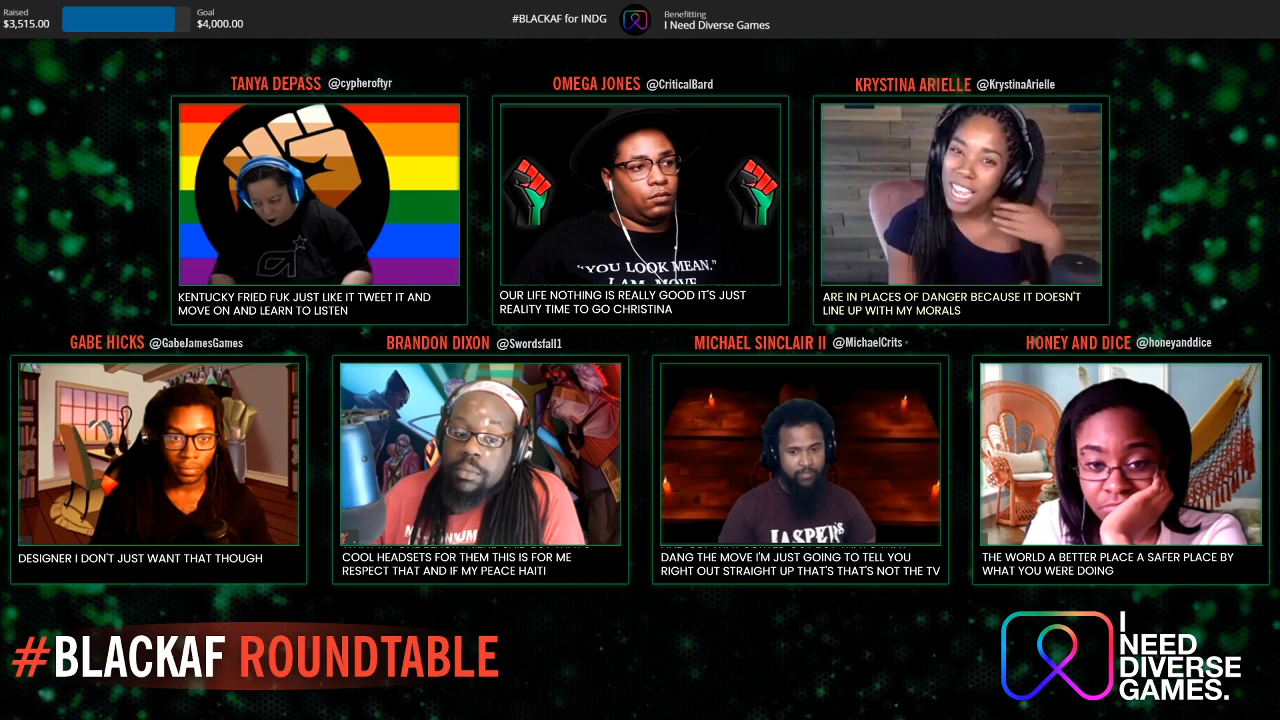 Raised
$3,515.00
Goal
$4,000.00
#BLACKAF for INDG
Benefitting
I Need Diverse Games
TANYA DEPASS @cypheroftyr
OMEGA JONES @CriticalBard
KRYSTINA ARIELLE @KrystinaArielle
"YOU LOOK MEAN."
KENTUCKY FRIED FUK JUST LIKE IT TWEET IT AND
MOVE ON AND LEARN TO LISTEN
OUR LIFE NOTHING IS REALLY GOOD IT'S JUST
REALITY TIME TO GO CHRISTINA
ARE IN PLACES OF DANGER BECAUSE IT DOESN'T
LINE UP WITH MY MORALS
GABE HICKS @GabeJamesGames
BRANDON DIXON @Swordsfall1
MICHAEL SINCLAIR II @MichaelCrits
HONEY AND DICE @honeyanddice
JASPER'S
DESIGNER I DON'T JUST WANT THAT THOUGH
COOL HEADSETS FOR THEM THIS IS FOR ME
RESPECT THAT AND IF MY PEACE HAITI
DANG THE MOVE I'M JUST GOING TO TELL YOU
RIGHT OUT STRAIGHT UP THAT'S THAT'S NOT THE TV
THE WORLD A BETTER PLACE A SAFER PLACE BY
WHAT YOU WERE DOING
#BLACKAF ROUNDTABLE
I
NEED
DIVERSE
GAMES.